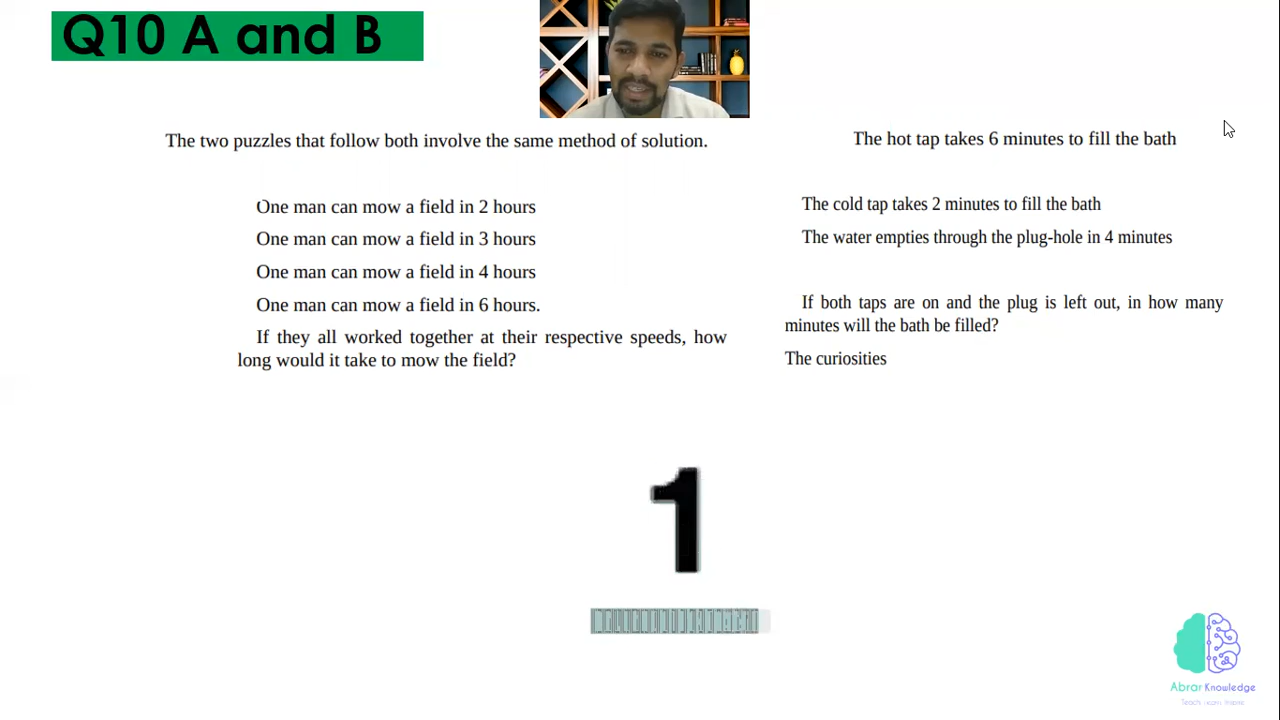 Q10 A and B
The two puzzles that follow both involve the same method of solution.
One man can mow a field in 2 hours
One man can mow a field in 3 hours
One man can mow a field in 4 hours
One man can mow a field in 6 hours.
If they all worked together at their respective speeds, how
long would it take to mow the field?
The hot tap takes 6 minutes to fill the bath
The cold tap takes 2 minutes to fill the bath
The water empties through the plug-hole in 4 minutes
If both taps are on and the plug is left out, in how many
minutes will the bath be filled?
The curiosities
1
Abrar Knowledge